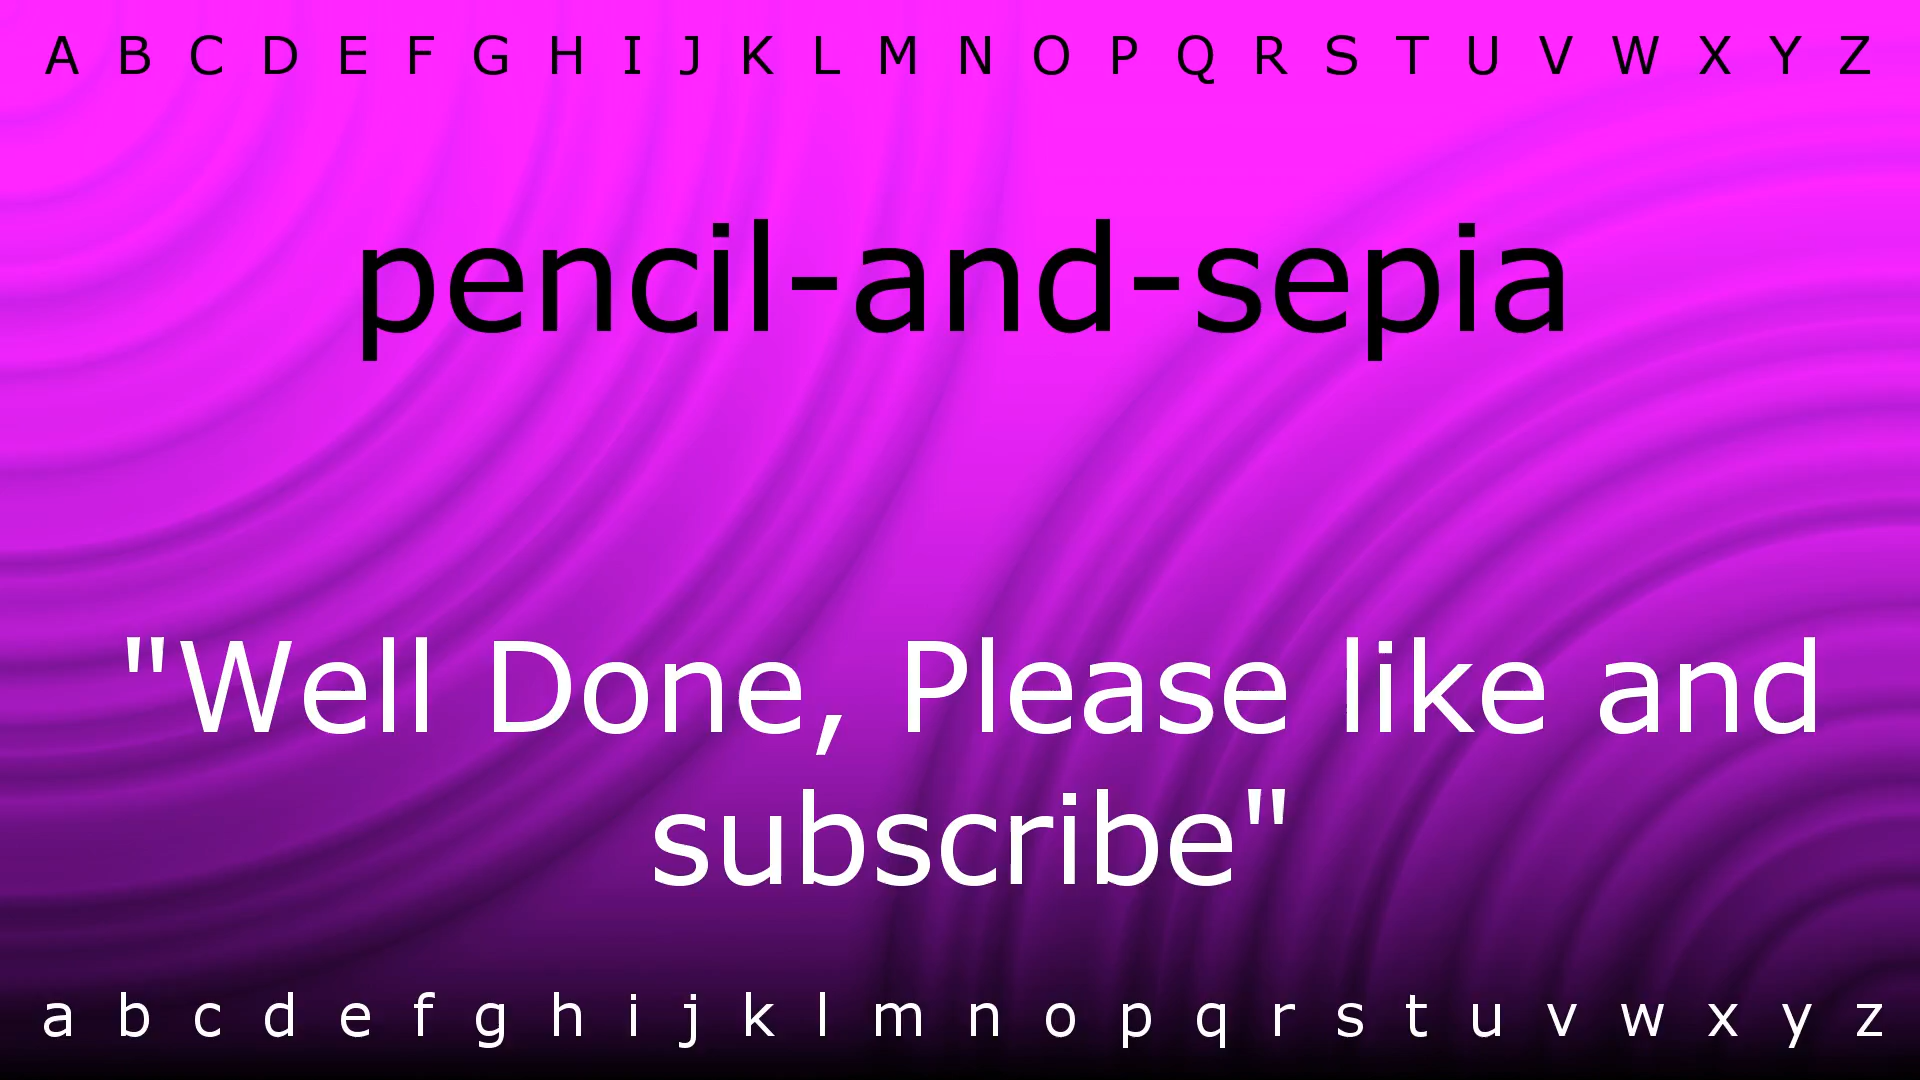 A B C D E F G H I J K L M N O P Q R S T U V W X Y Z
pencil-and-sepia
"Well Done, Please like and
subscribe"
a b c d e f g h i j k l m n o p q r s t u v w x y z